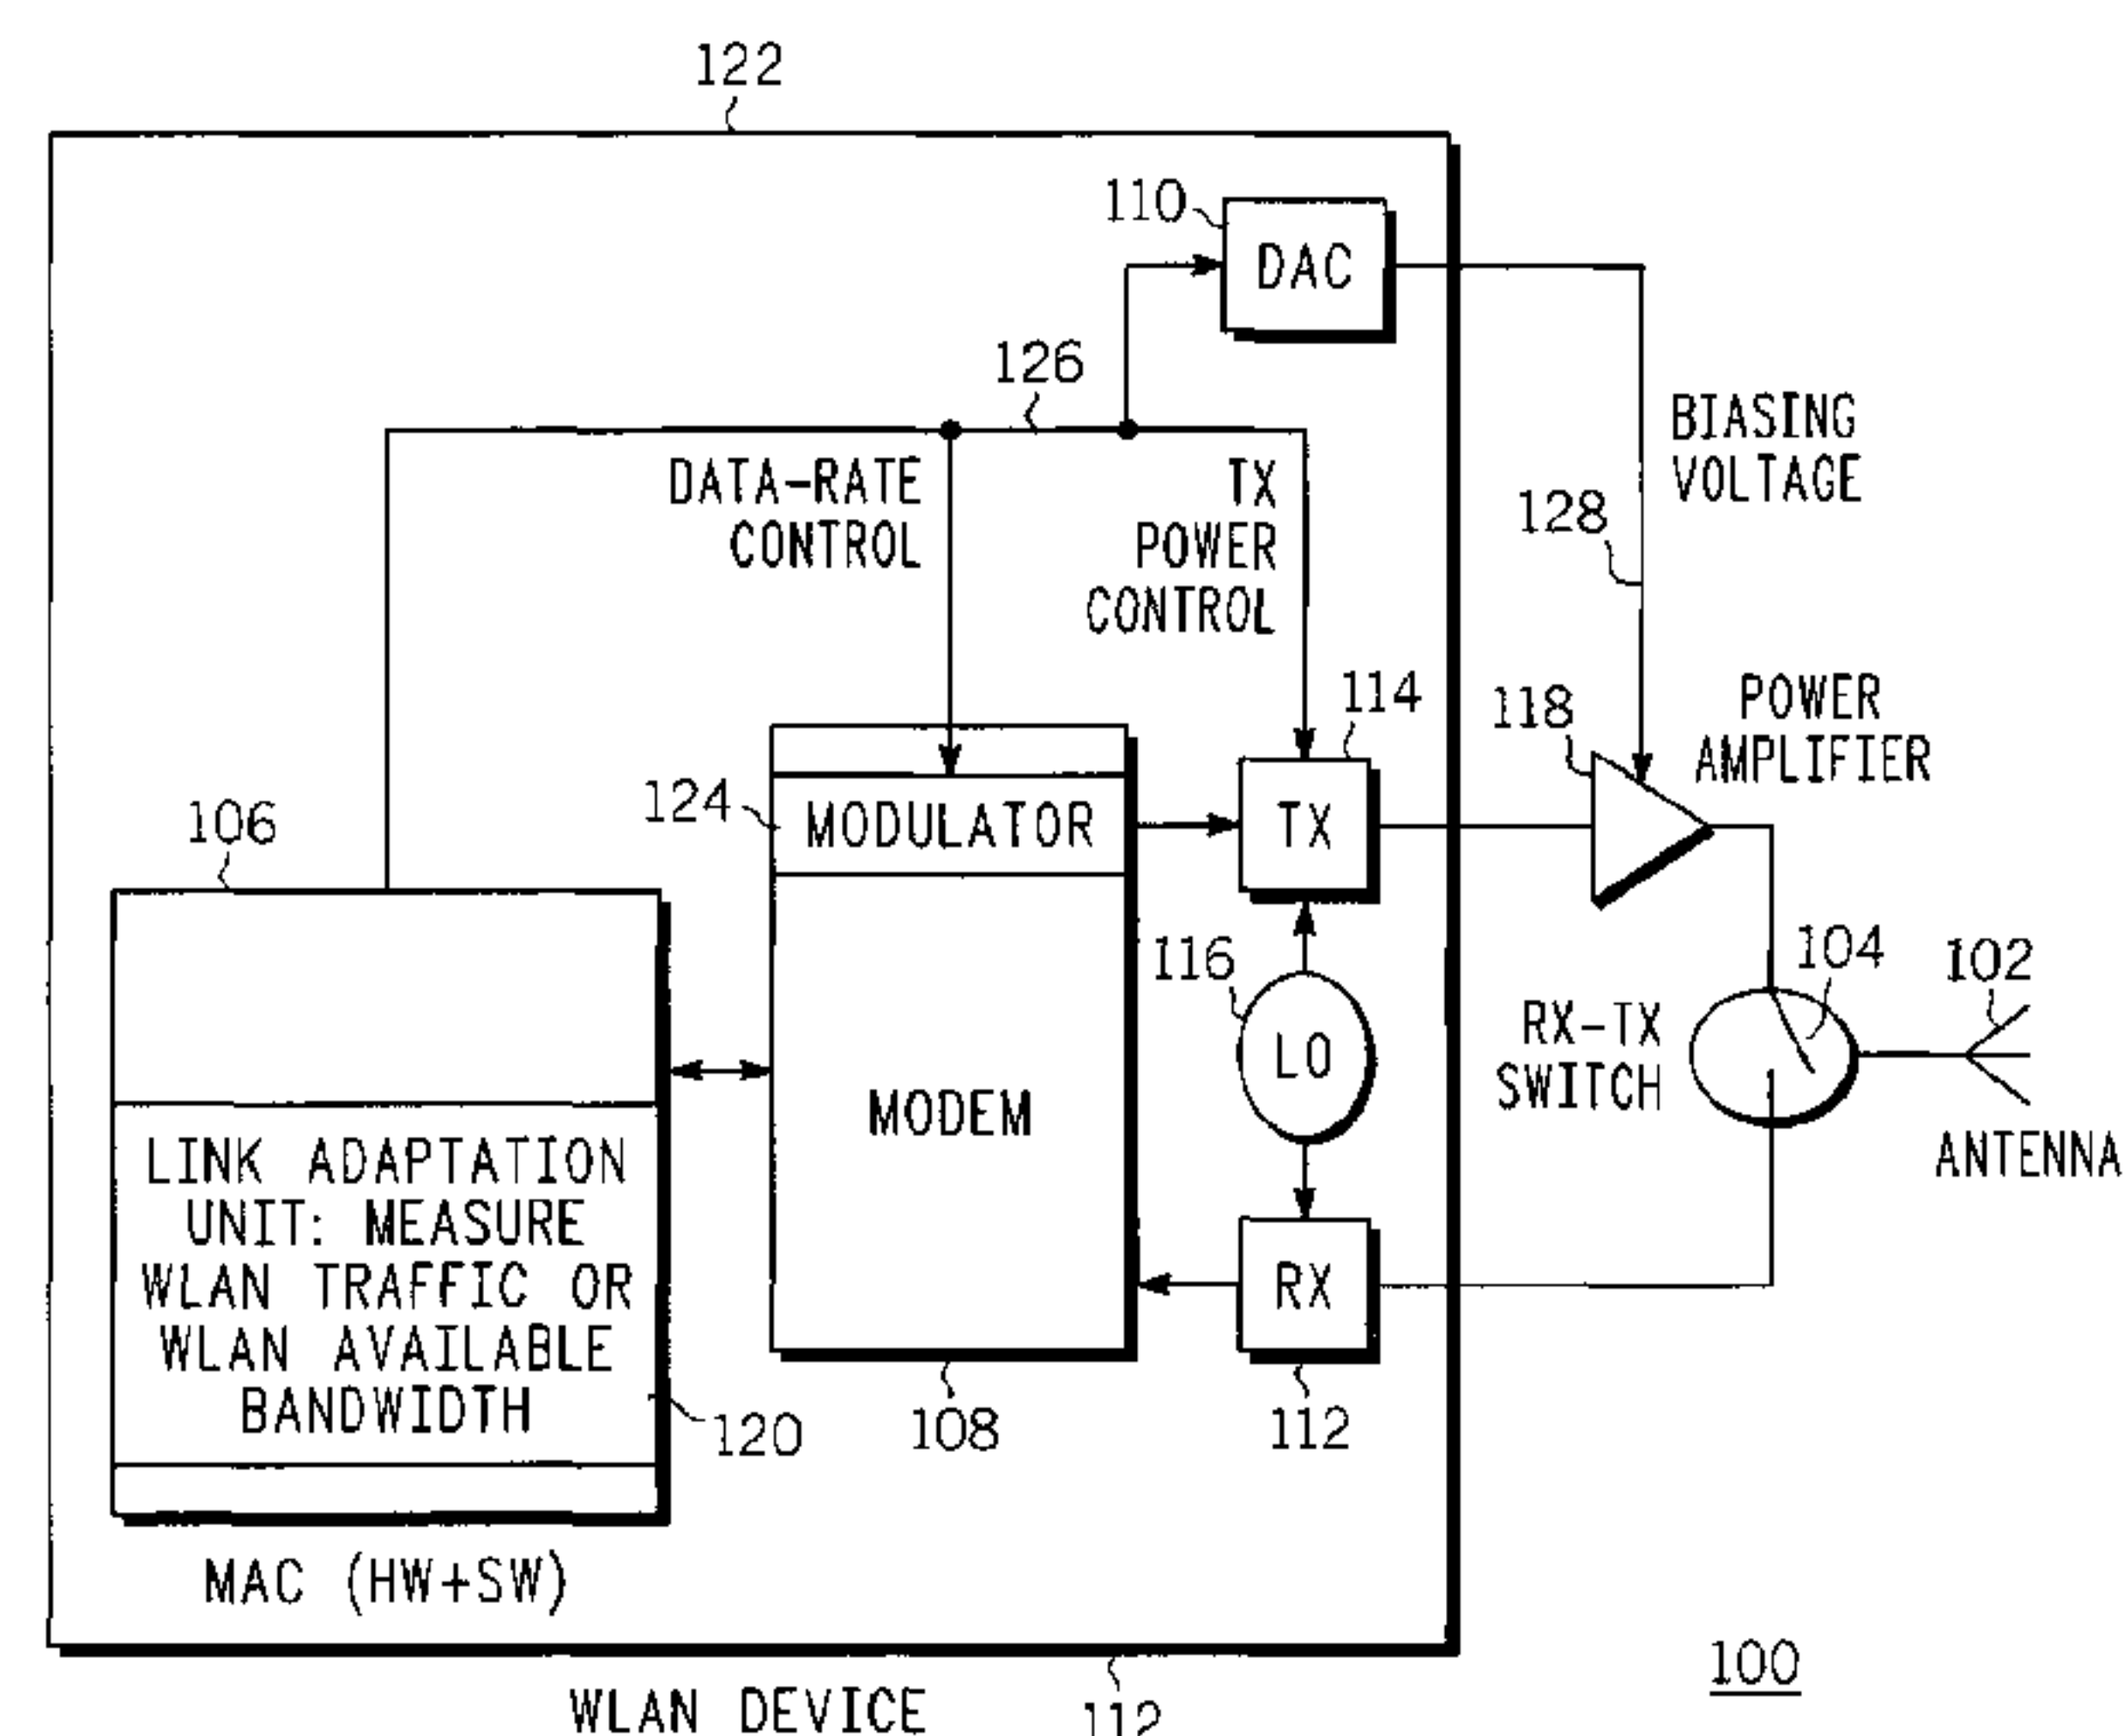 122
110
DAC
126
BIASING
VOLTAGE
DATA-RATE
CONTROL
TX
POWER
CONTROL
128
114
118
POWER
AMPLIFIER
124
MODULATOR
TX
106
116
LO
104
102
RX-TX
SWITCH
MODEM
ANTENNA
LINK ADAPTATION
UNIT: MEASURE
WLAN TRAFFIC OR
WLAN AVAILABLE
BANDWIDTH
RX
120
108
112
MAC (HW+SW)
100
WLAN DEVICE
112